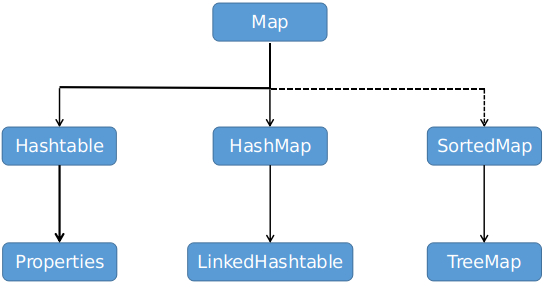 Map
Hashtable
HashMap
SortedMap
Properties
LinkedHashtable
TreeMap